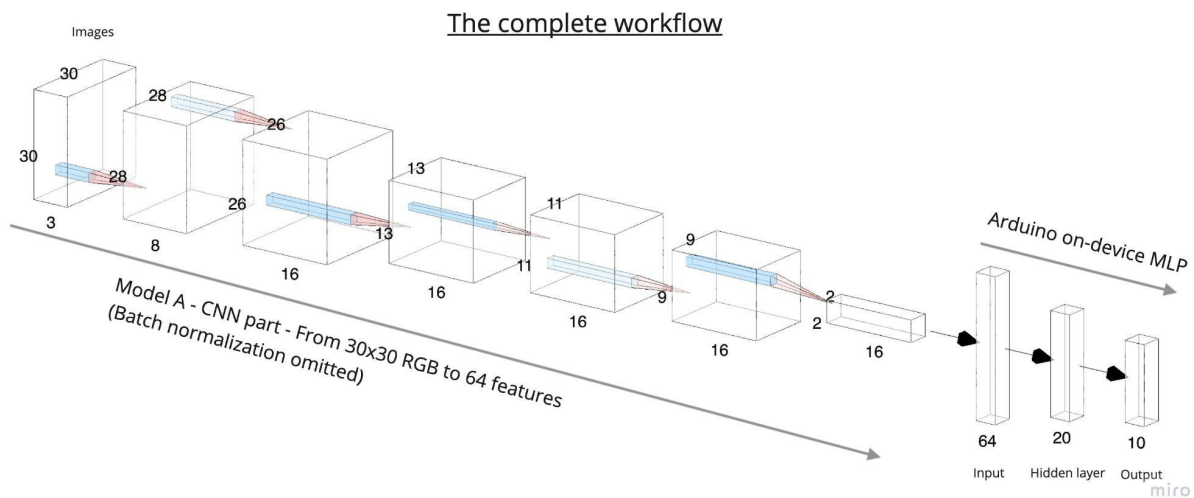 The complete workflow
Images
30
30
3
28
28
8
26
26
16
13
13
16
11
11
16
9
9
16
2
2
16
Model A - CNN part - From 30x30 RGB to 64 features
(Batch normalization omitted)
Arduino on-device MLP
64
20
10
Input
Hidden layer
Output
miro